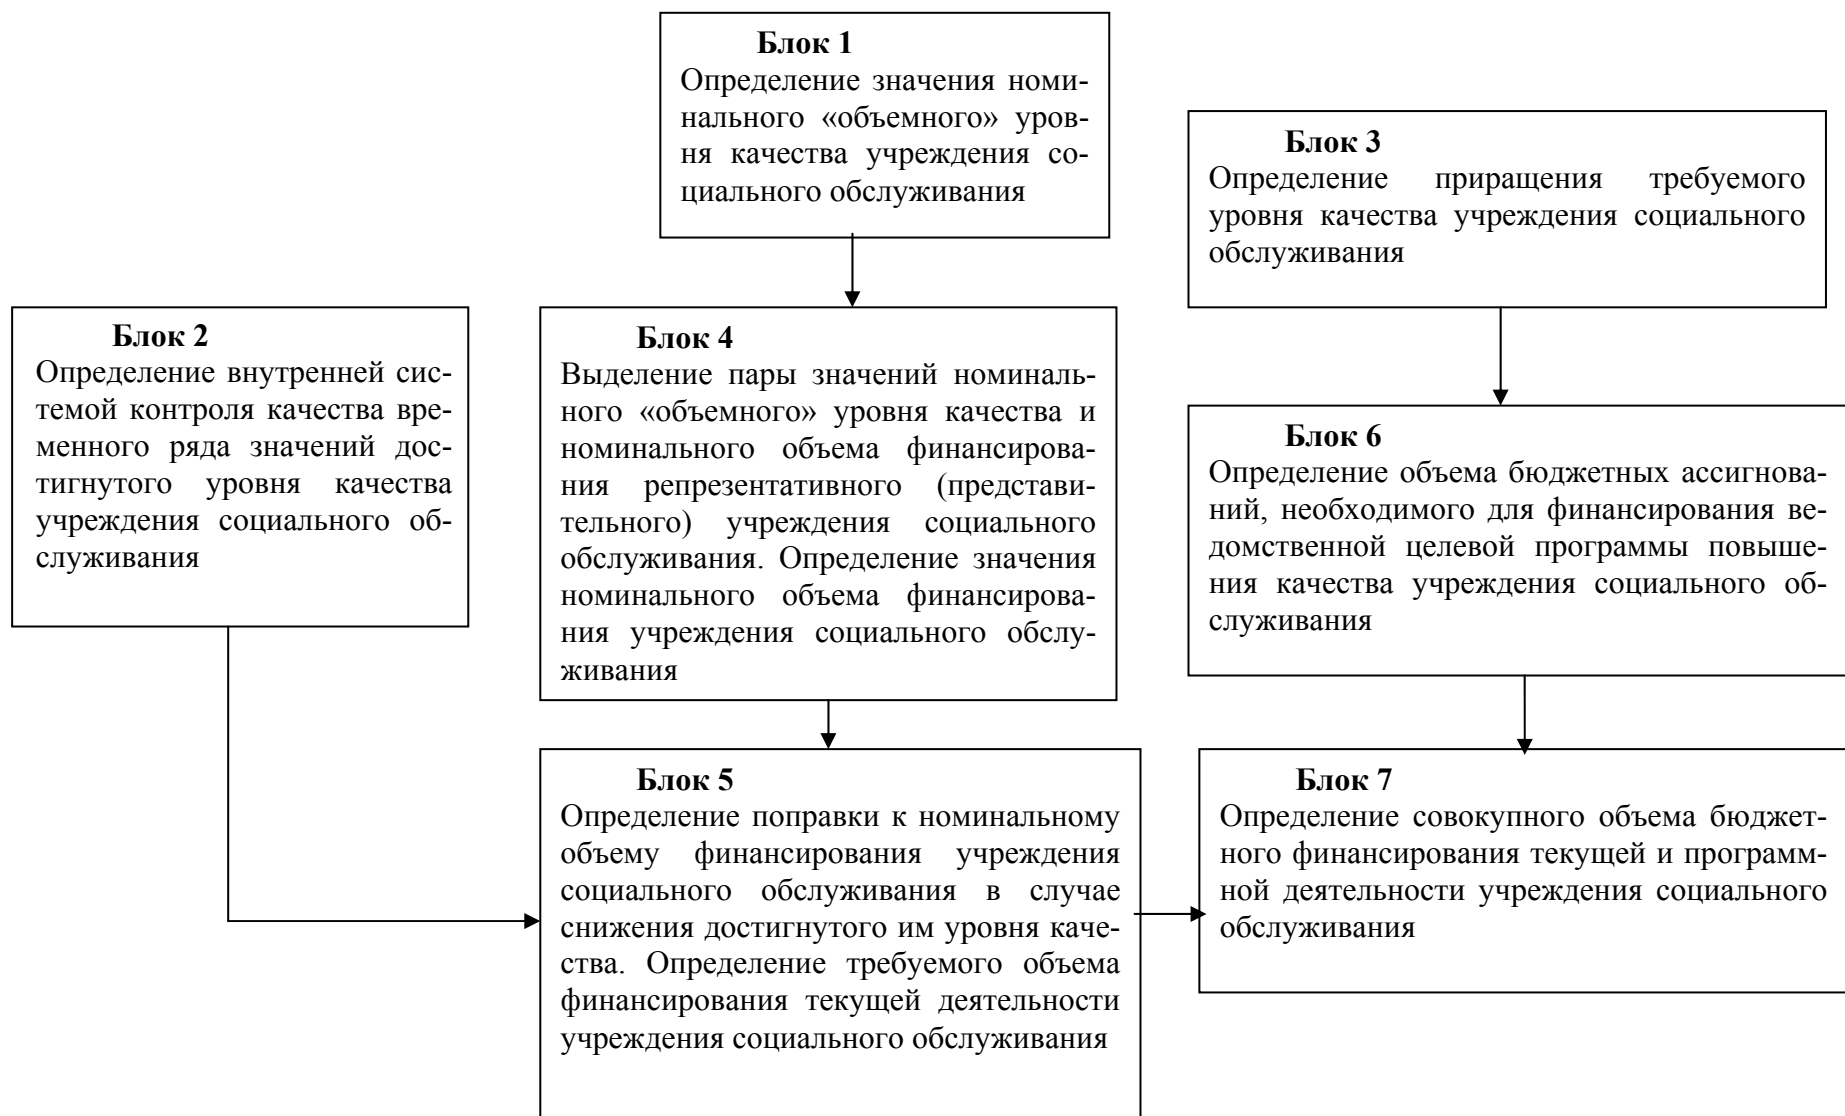 Блок 1
Определение значения номи-
нального «объемного» уров-
ня качества учреждения со-
циального обслуживания
Блок 3
Определение приращения требуемого
уровня качества учреждения социального
обслуживания
Блок 2
Определение внутренней сис-
темой контроля качества вре-
менного ряда значений дос-
тигнутого уровня качества
учреждения социального об-
служивания
Блок 4
Выделение пары значений номиналь-
ного «объемного» уровня качества и
номинального объема финансирова-
ния репрезентативного (представи-
тельного) учреждения социального
обслуживания. Определение значения
номинального объема финансирова-
ния учреждения социального обслу-
живания
Блок 6
Определение объема бюджетных ассигнова-
ний, необходимого для финансирования ве-
домственной целевой программы повыше-
ния качества учреждения социального об-
служивания
Блок 5
Определение поправки к номинальному
объему финансирования учреждения
социального обслуживания в случае
снижения достигнутого им уровня каче-
ства. Определение требуемого объема
финансирования текущей деятельности
учреждения социального обслуживания
Блок 7
Определение совокупного объема бюджет-
ного финансирования текущей и программ-
ной деятельности учреждения социального
обслуживания